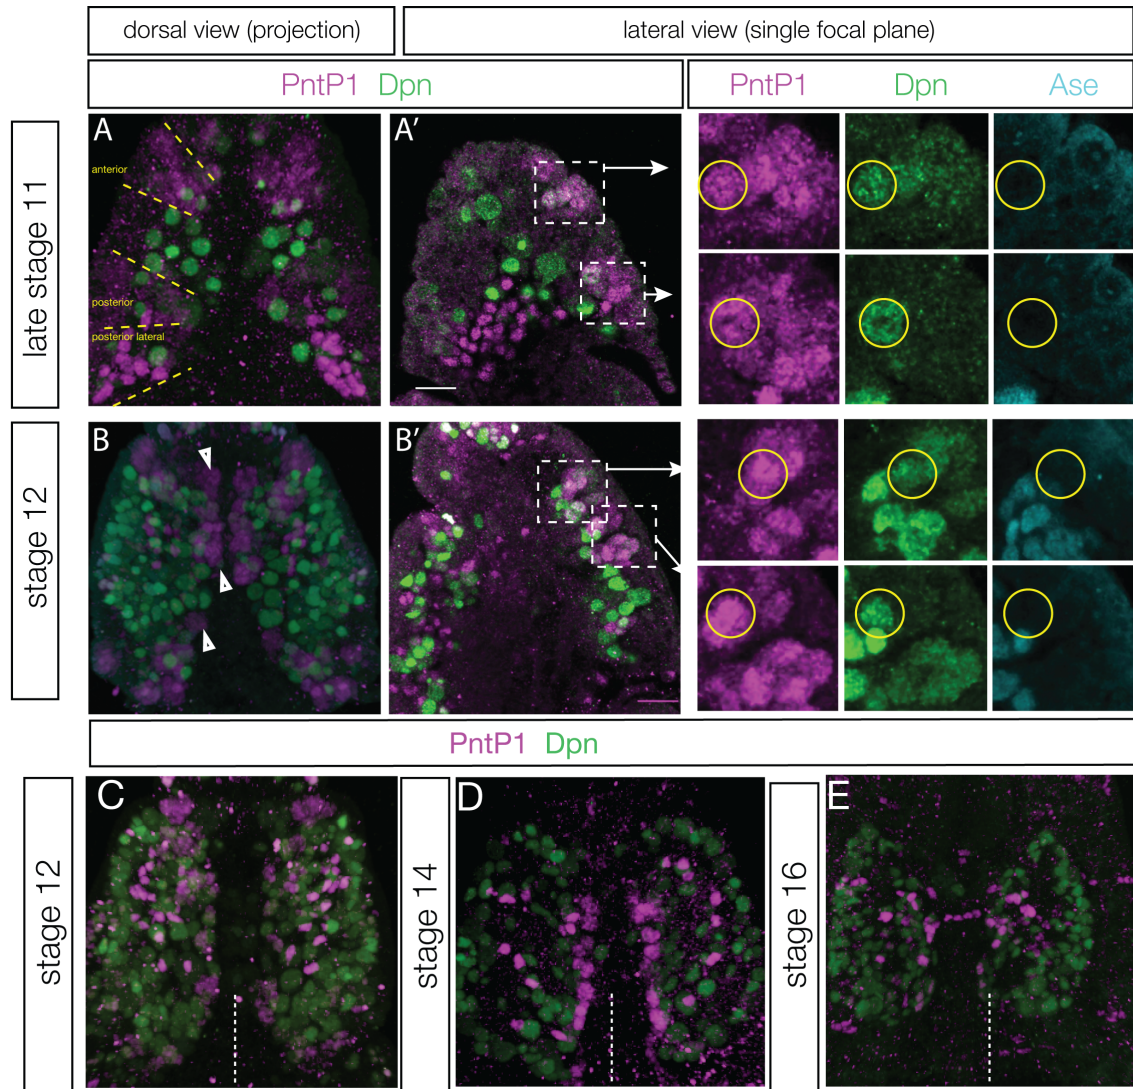 dorsal view (projection)
lateral view (single focal plane)
PntP1 Dpn
PntP1
Dpn
Ase
late stage 11
A
anterior
posterior
posterior lateral
A'
stage 12
B
B'
PntP1 Dpn
stage 12
C
stage 14
D
stage 16
E